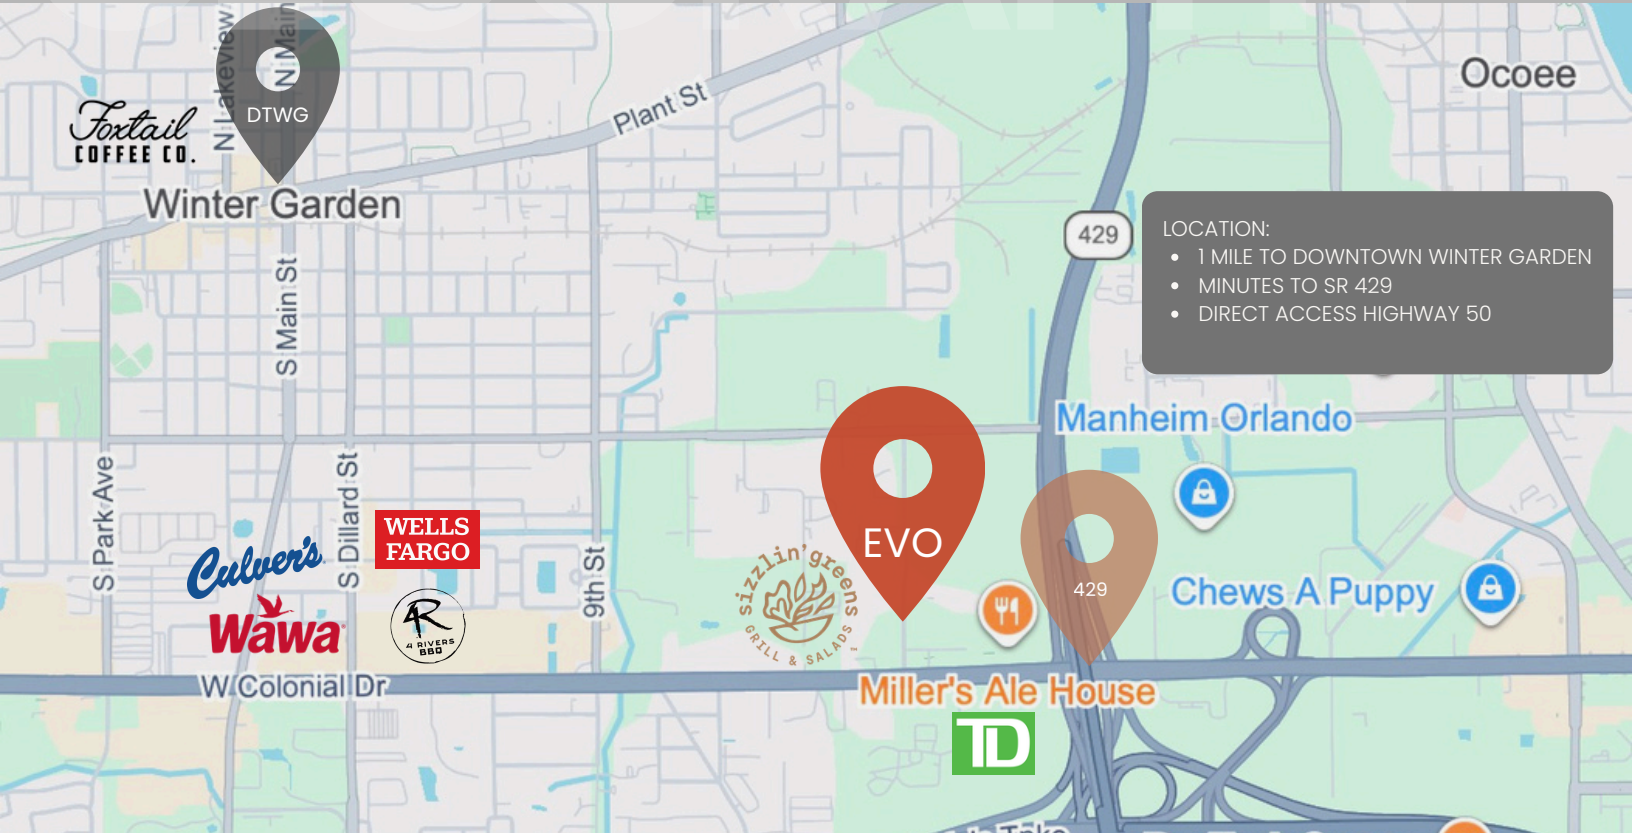 N Lakeview
N Main
Foxtail
COFFEE CO.
DTWG
Plant St
Ocoee
Winter Garden
429
LOCATION:
• 1 MILE TO DOWNTOWN WINTER GARDEN
• MINUTES TO SR 429
• DIRECT ACCESS HIGHWAY 50
S Main St
Manheim Orlando
S Park Ave
S Dillard St
WELLS
FARGO
Culver's
EVO
9th St
sizzlin' greens
GRILL & SALADS
429
Chews A Puppy
Wawa
4R
4 RIVERS
BBQ
W Colonial Dr
Miller's Ale House
TD